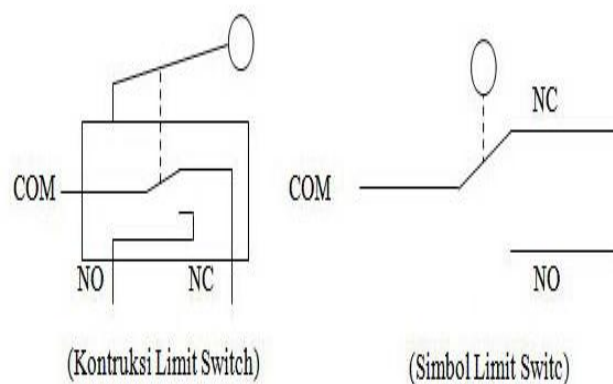 COM
NO NC
(Kontruksi Limit Switch)
NC
COM
NO
(Simbol Limit Switc)